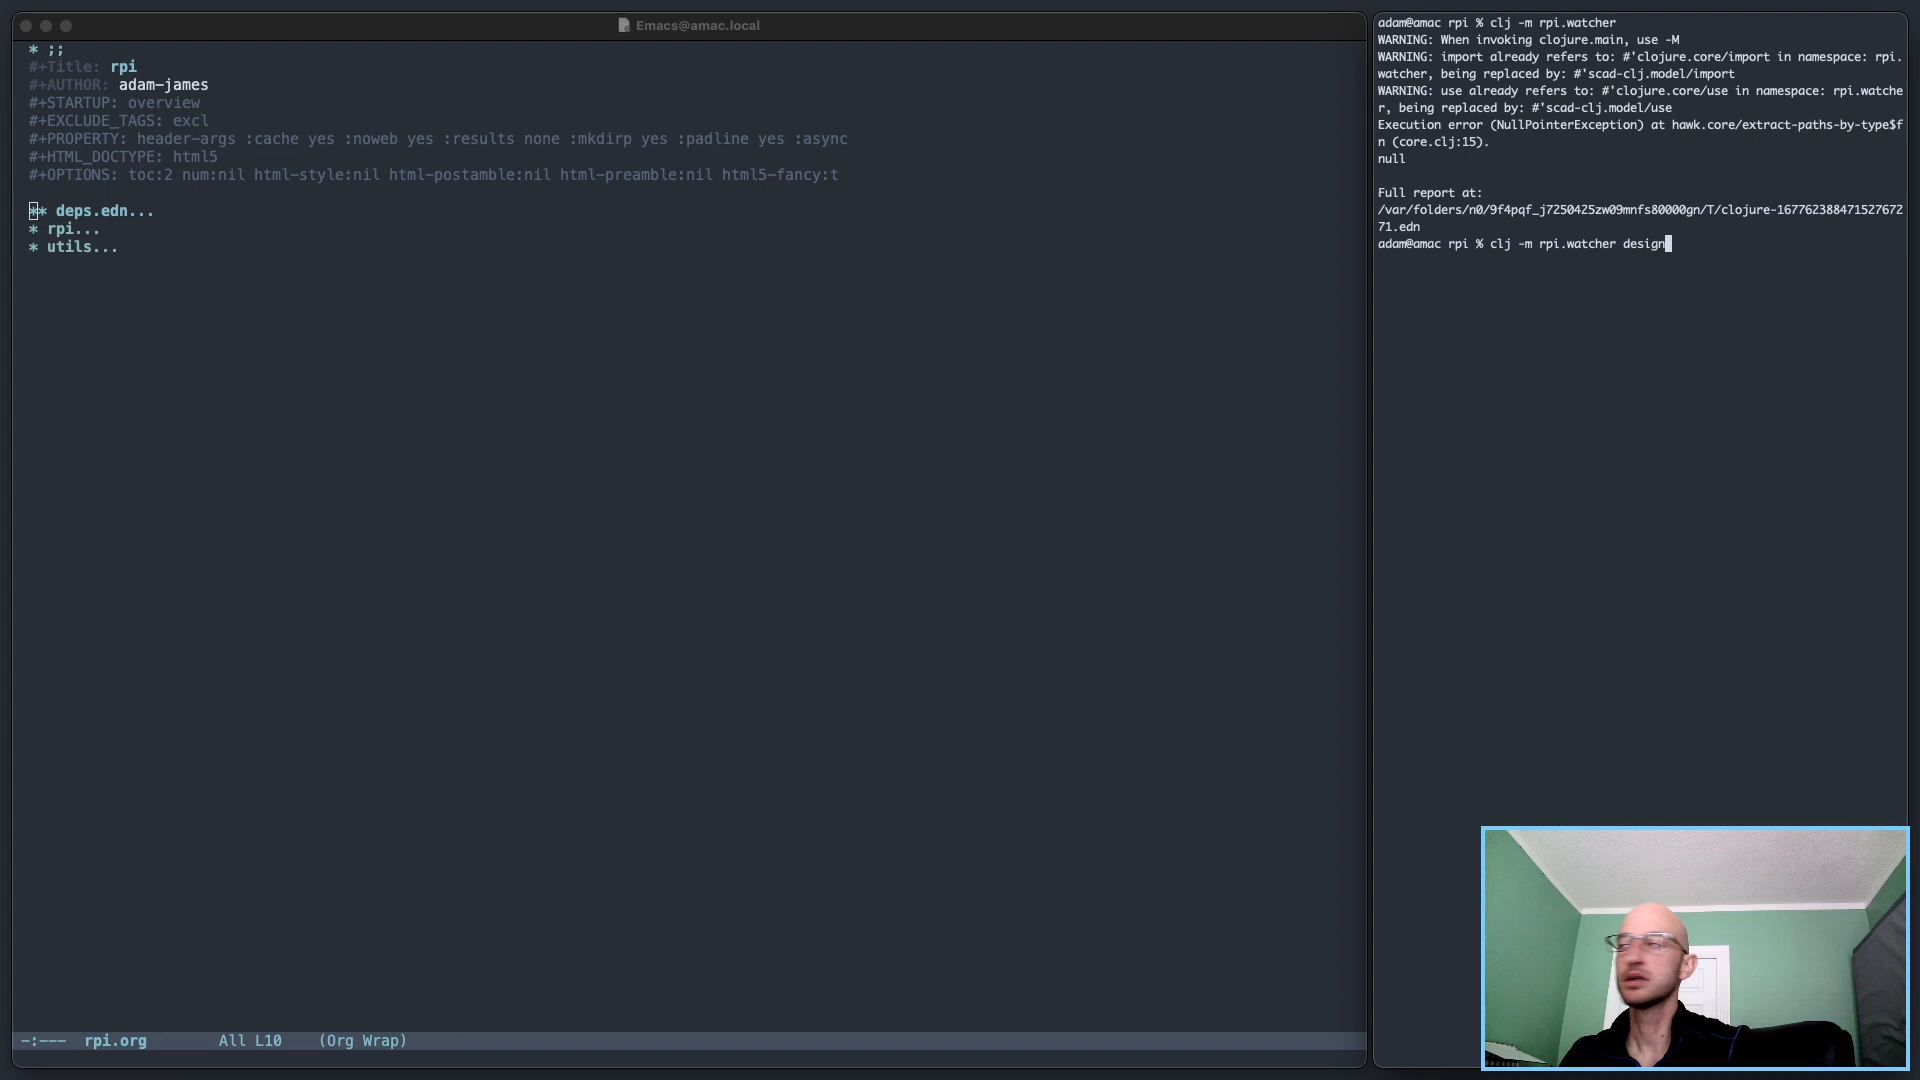 Emacs@amac.local
* ;;
#+Title: rpi
#+AUTHOR: adam-james
#+STARTUP: overview
#+EXCLUDE_TAGS: excl
#+PROPERTY: header-args :cache yes :noweb yes :results none :mkdirp yes :padline yes :async
#+HTML_DOCTYPE: html5
#+OPTIONS: toc:2 num:nil html-style:nil html-postamble:nil html-preamble:nil html5-fancy:t
** deps.edn...
* rpi...
* utils...
-:---  rpi.org        All L10    (Org Wrap)
adam@amac rpi % clj -m rpi.watcher
WARNING: When invoking clojure.main, use -M
WARNING: import already refers to: #'clojure.core/import in namespace: rpi.
watcher, being replaced by: #'scad-clj.model/import
WARNING: use already refers to: #'clojure.core/use in namespace: rpi.watche
r, being replaced by: #'scad-clj.model/use
Execution error (NullPointerException) at hawk.core/extract-paths-by-type$f
n (core.clj:15).
null
Full report at:
/var/folders/n0/9f4pqf_j7250425zw09mnfs80000gn/T/clojure-167762388471527672
71.edn
adam@amac rpi % clj -m rpi.watcher design